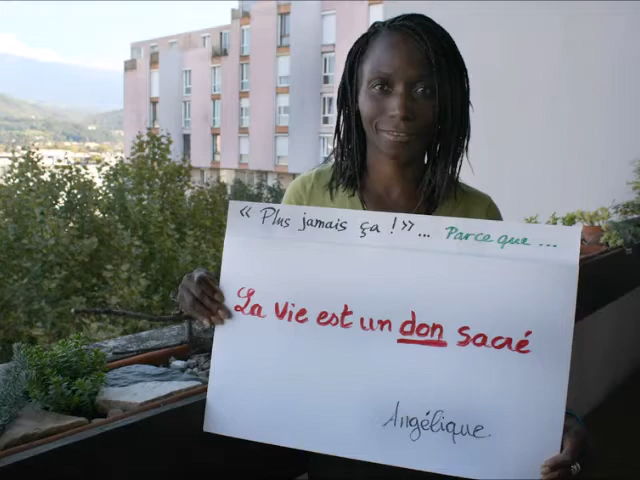 « Plus jamais ça ! » ... Parce que ...
La vie est un don sacré
Angélique.